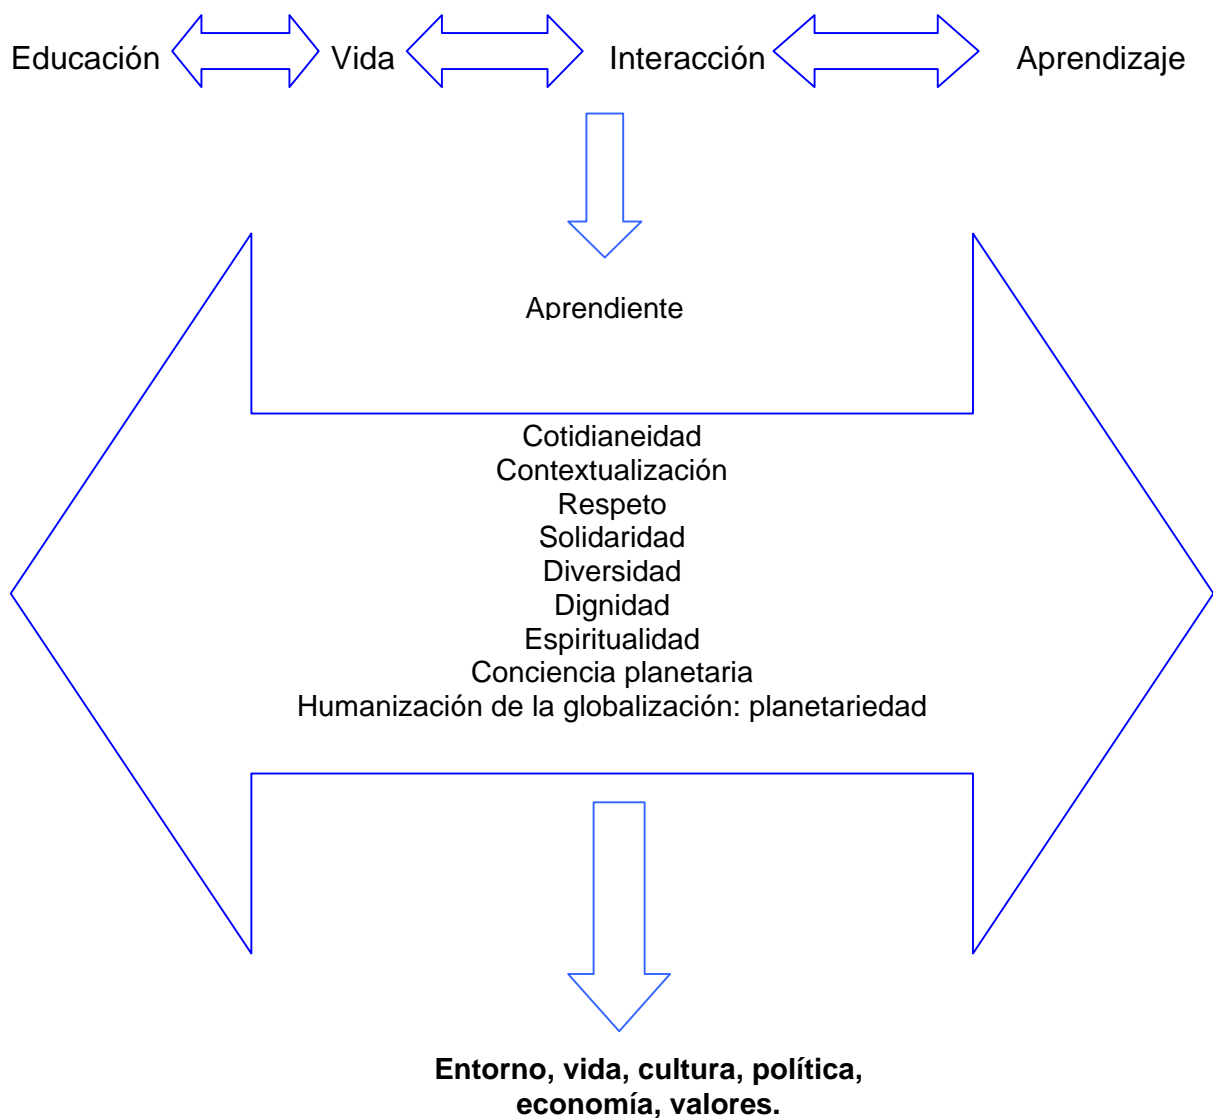 Educación Vida Interacción Aprendizaje
Aprendiente
Cotidianeidad
Contextualización
Respeto
Solidaridad
Diversidad
Dignidad
Espiritualidad
Conciencia planetaria
Humanización de la globalización: planetariedad
Entorno, vida, cultura, política,
economía, valores.